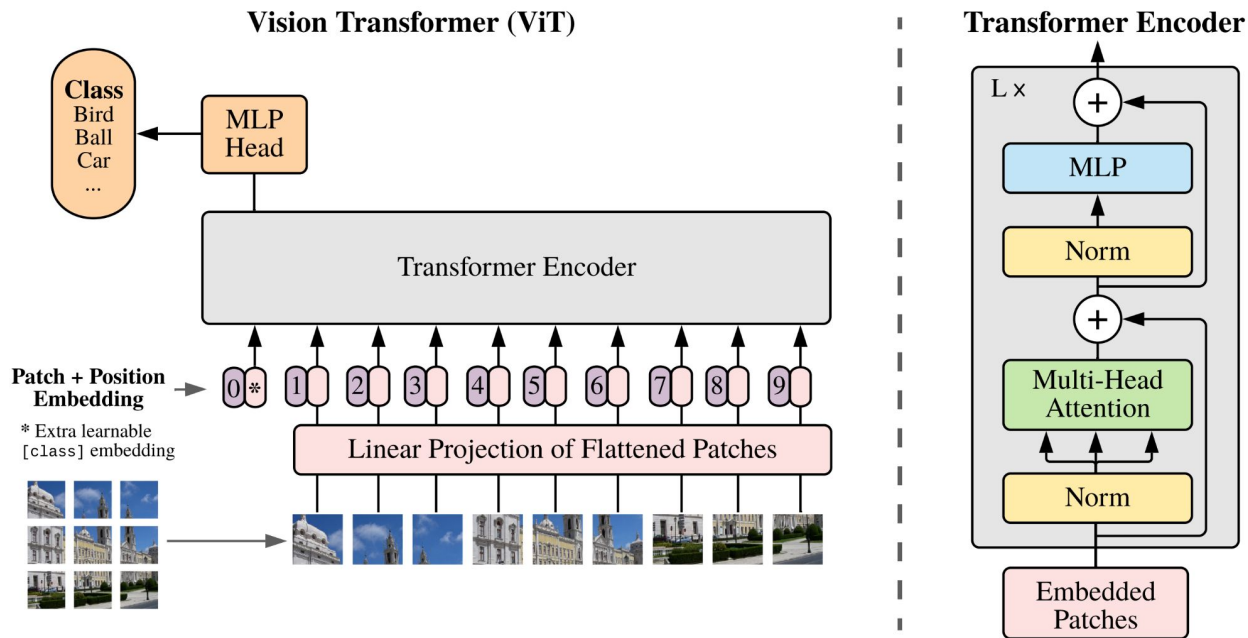 Vision Transformer (ViT)
Class
Bird
Ball
Car
...
MLP
Head
Transformer Encoder
0 * 1 2 3 4 5 6 7 8 9
Patch + Position
Embedding
* Extra learnable
[class] embedding
Linear Projection of Flattened Patches
Transformer Encoder
L ×
+
MLP
Norm
+
Multi-Head
Attention
Norm
Embedded
Patches